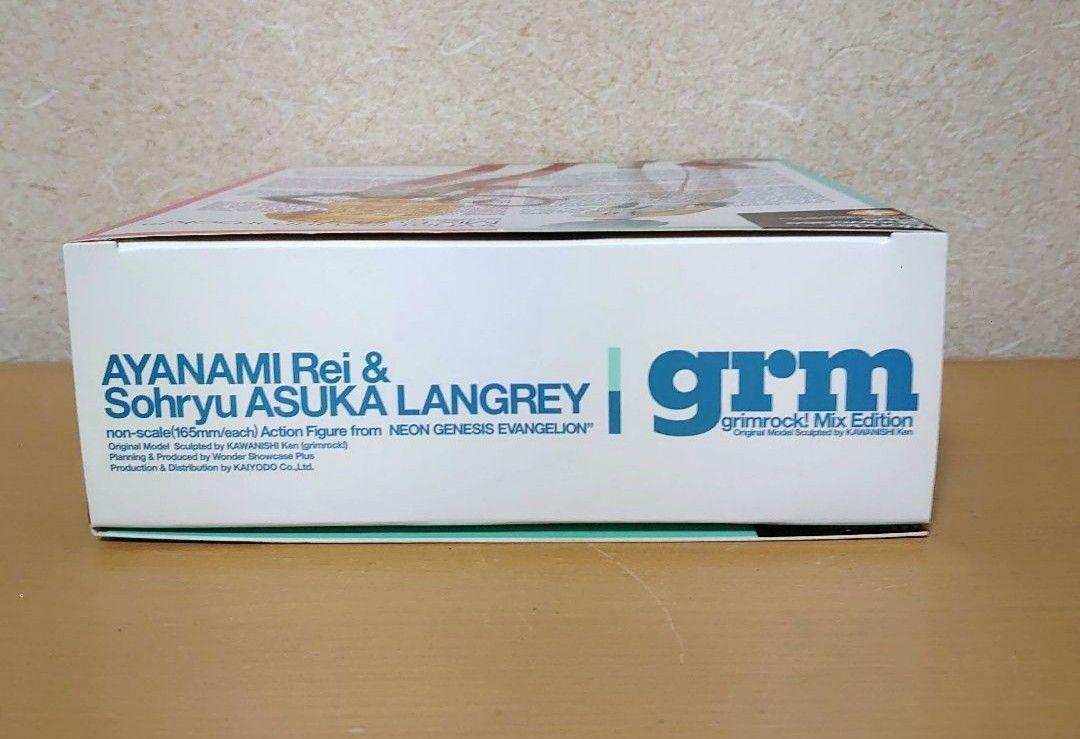 AYANAMI Rei &
Sohryu ASUKA LANGREY
non-scale(165mm/each) Action Figure from NEON GENESIS EVANGELION"
Original Model Sculpted by KAWANISHI Ken (grimrock!)
Planning & Produced by Wonder Showcase Plus
Production & Distribution by KAIYODO Co.,Ltd.
grm
grimrock! Mix Edition
Original Model Sculpted by KAWANISHI Ken